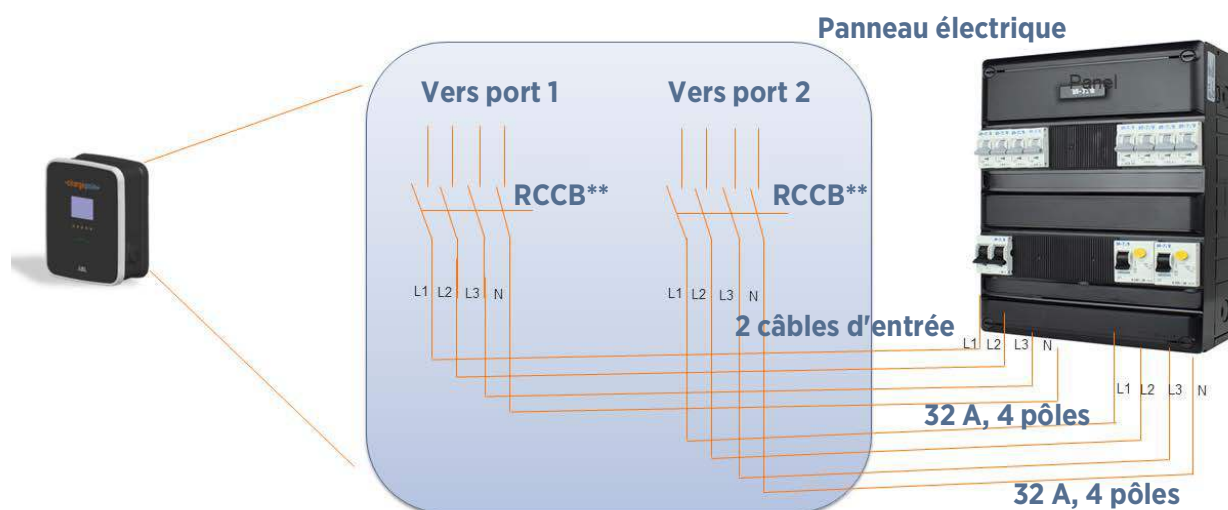 Panneau électrique
Panel
Vers port 1
Vers port 2
RCCB**
RCCB**
L1 L2 L3 N
L1 L2 L3 N
2 câbles d'entrée
L1 L2 L3 N
L1 L2 L3 N
32 A, 4 pôles
32 A, 4 pôles